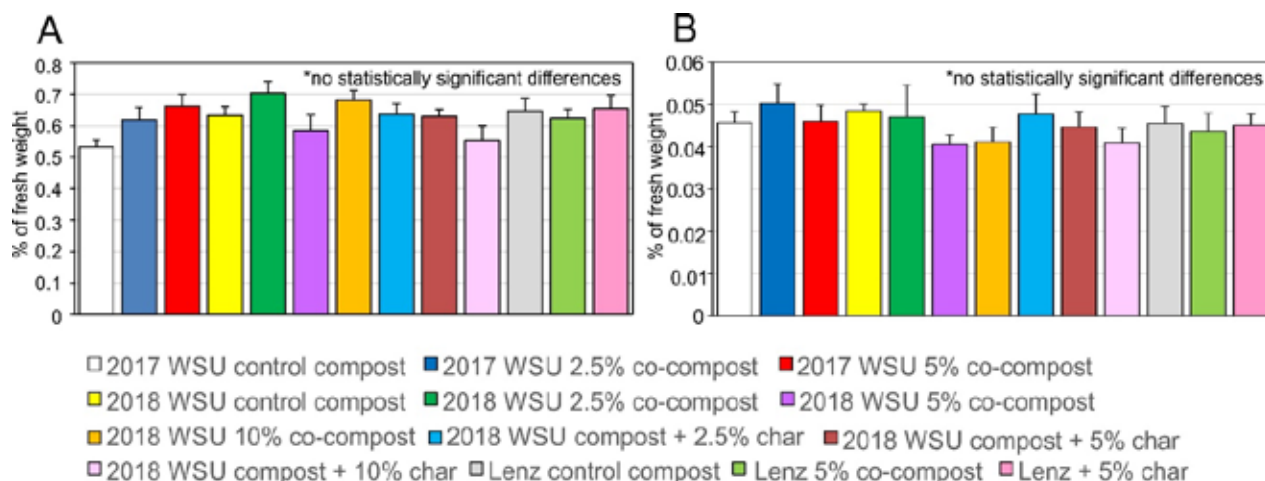 A
*no statistically significant differences
% of fresh weight
0.8
0.7
0.6
0.5
0.4
0.3
0.2
0.1
0
B
*no statistically significant differences
% of fresh weight
0.06
0.05
0.04
0.03
0.02
0.01
0
2017 WSU control compost 2017 WSU 2.5% co-compost 2017 WSU 5% co-compost
2018 WSU control compost 2018 WSU 2.5% co-compost 2018 WSU 5% co-compost
2018 WSU 10% co-compost 2018 WSU compost + 2.5% char 2018 WSU compost + 5% char
2018 WSU compost + 10% char Lenz control compost Lenz 5% co-compost Lenz + 5% char